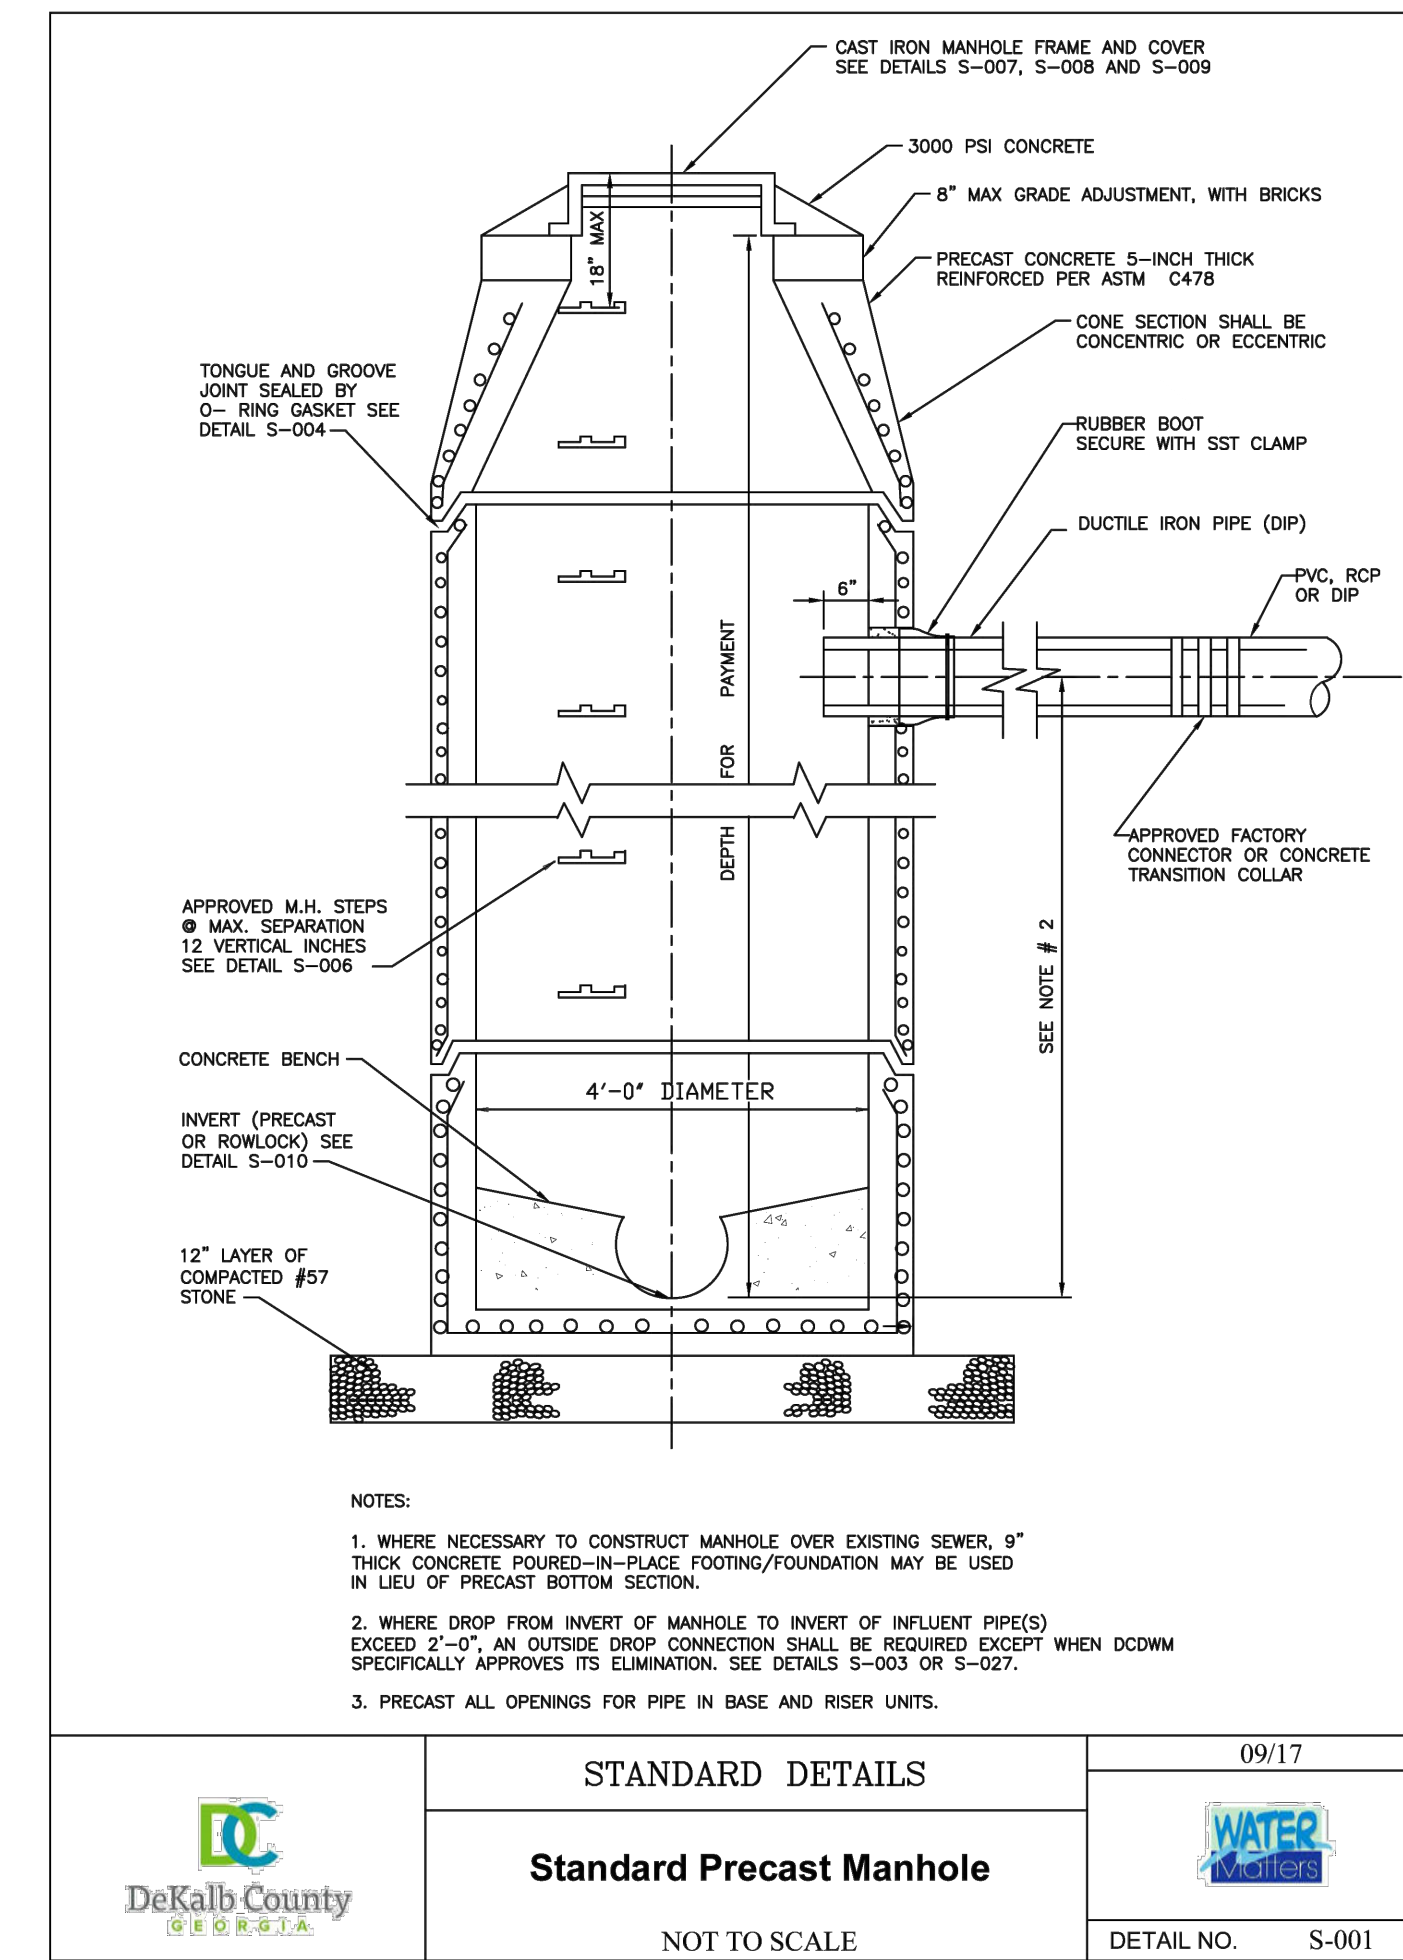 CAST IRON MANHOLE FRAME AND COVER
SEE DETAILS S-007, S-008 AND S-009
3000 PSI CONCRETE
8" MAX GRADE ADJUSTMENT, WITH BRICKS
18" MAX
PRECAST CONCRETE 5-INCH THICK
REINFORCED PER ASTM C478
CONE SECTION SHALL BE
CONCENTRIC OR ECCENTRIC
TONGUE AND GROOVE
JOINT SEALED BY
O- RING GASKET SEE
DETAIL S-004
RUBBER BOOT
SECURE WITH SST CLAMP
DUCTILE IRON PIPE (DIP)
PVC, RCP
OR DIP
6"
DEPTH FOR PAYMENT
APPROVED FACTORY
CONNECTOR OR CONCRETE
TRANSITION COLLAR
APPROVED M.H. STEPS
@ MAX. SEPARATION
12 VERTICAL INCHES
SEE DETAIL S-006
SEE NOTE # 2
CONCRETE BENCH
4'-0" DIAMETER
INVERT (PRECAST
OR ROWLOCK) SEE
DETAIL S-010
12" LAYER OF
COMPACTED #57
STONE
NOTES:
1. WHERE NECESSARY TO CONSTRUCT MANHOLE OVER EXISTING SEWER, 9"
THICK CONCRETE POURED-IN-PLACE FOOTING/FOUNDATION MAY BE USED
IN LIEU OF PRECAST BOTTOM SECTION.
2. WHERE DROP FROM INVERT OF MANHOLE TO INVERT OF INFLUENT PIPE(S)
EXCEED 2'-0", AN OUTSIDE DROP CONNECTION SHALL BE REQUIRED EXCEPT WHEN DCDWM
SPECIFICALLY APPROVES ITS ELIMINATION. SEE DETAILS S-003 OR S-027.
3. PRECAST ALL OPENINGS FOR PIPE IN BASE AND RISER UNITS.
DC
DeKalb County
GEORGIA
STANDARD DETAILS
Standard Precast Manhole
NOT TO SCALE
09/17
WATER
Matters
DETAIL NO. S-001